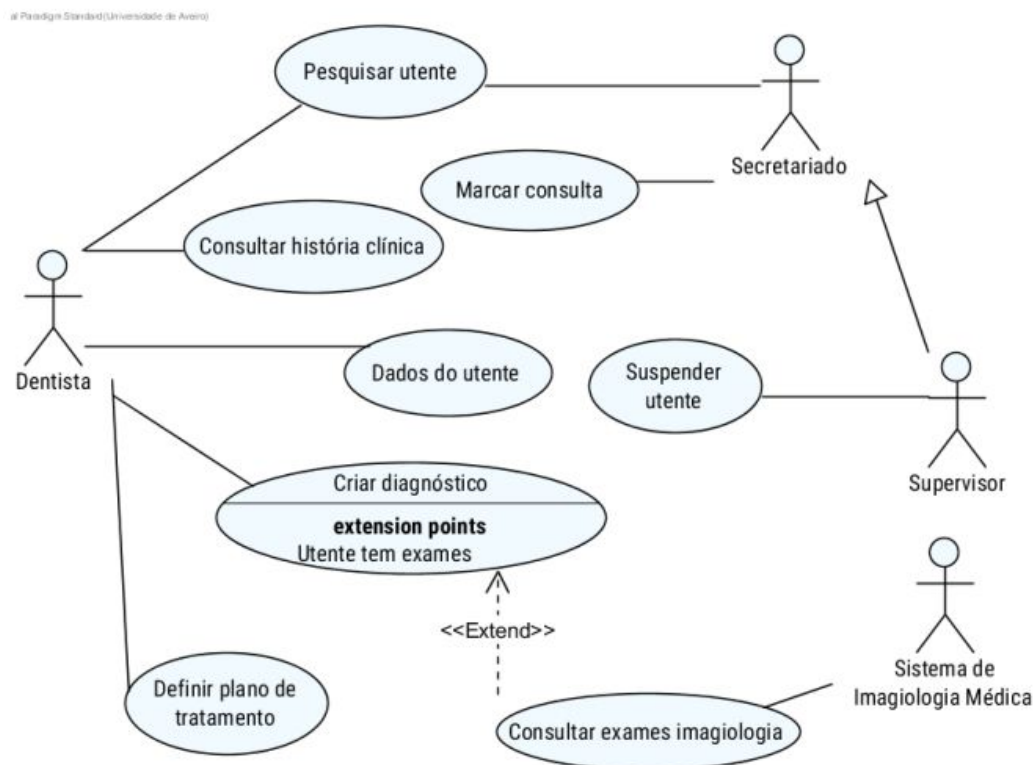 al Paradigm Standard(Universidade de Aveiro)
Pesquisar utente
Secretariado
Marcar consulta
Consultar história clínica
Dentista
Dados do utente
Suspender
utente
Supervisor
Criar diagnóstico
extension points
Utente tem exames
<<Extend>>
Sistema de
Imagiologia Médica
Definir plano de
tratamento
Consultar exames imagiologia